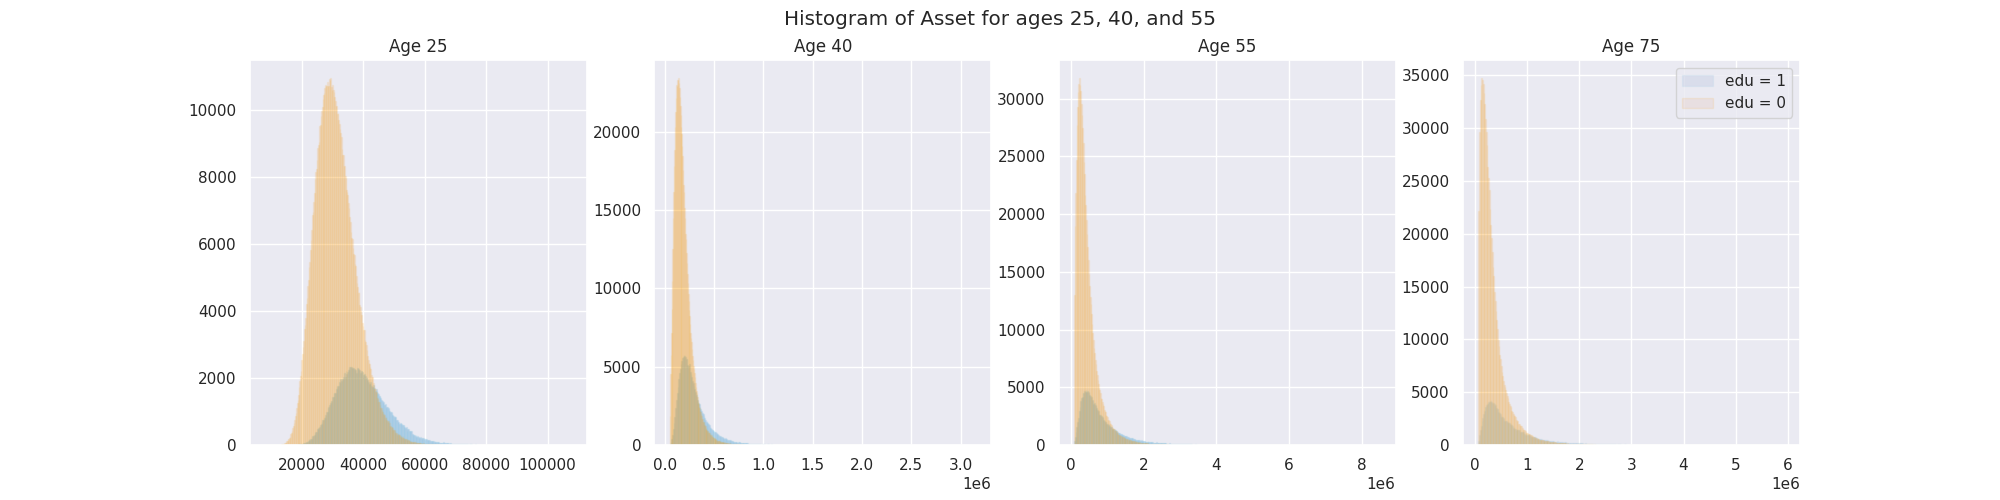 Histogram of Asset for ages 25, 40, and 55
Age 25
10000
8000
6000
4000
2000
0
20000 40000 60000 80000 100000
Age 40
20000
15000
10000
5000
0
0.0 0.5 1.0 1.5 2.0 2.5 3.0
1e6
Age 55
30000
25000
20000
15000
10000
5000
0
0 2 4 6 8
1e6
Age 75
35000
30000
25000
20000
15000
10000
5000
0
0 1 2 3 4 5 6
1e6
edu = 1
edu = 0